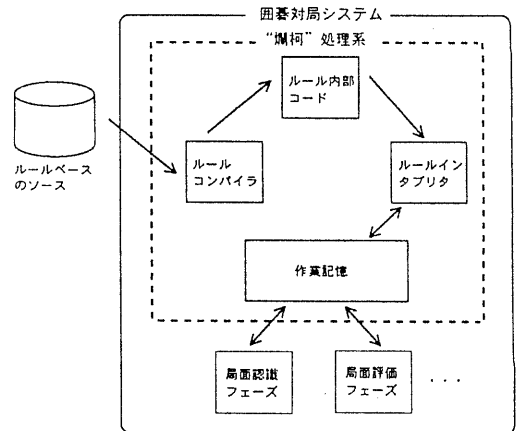 囲碁対局システム
“爛柯”処理系
ルール内部
コード
ルールベース
のソース
ルール
コンパイラ
ルールイン
タプリタ
作業記憶
局面認識
フェーズ
局面評価
フェーズ
・・・